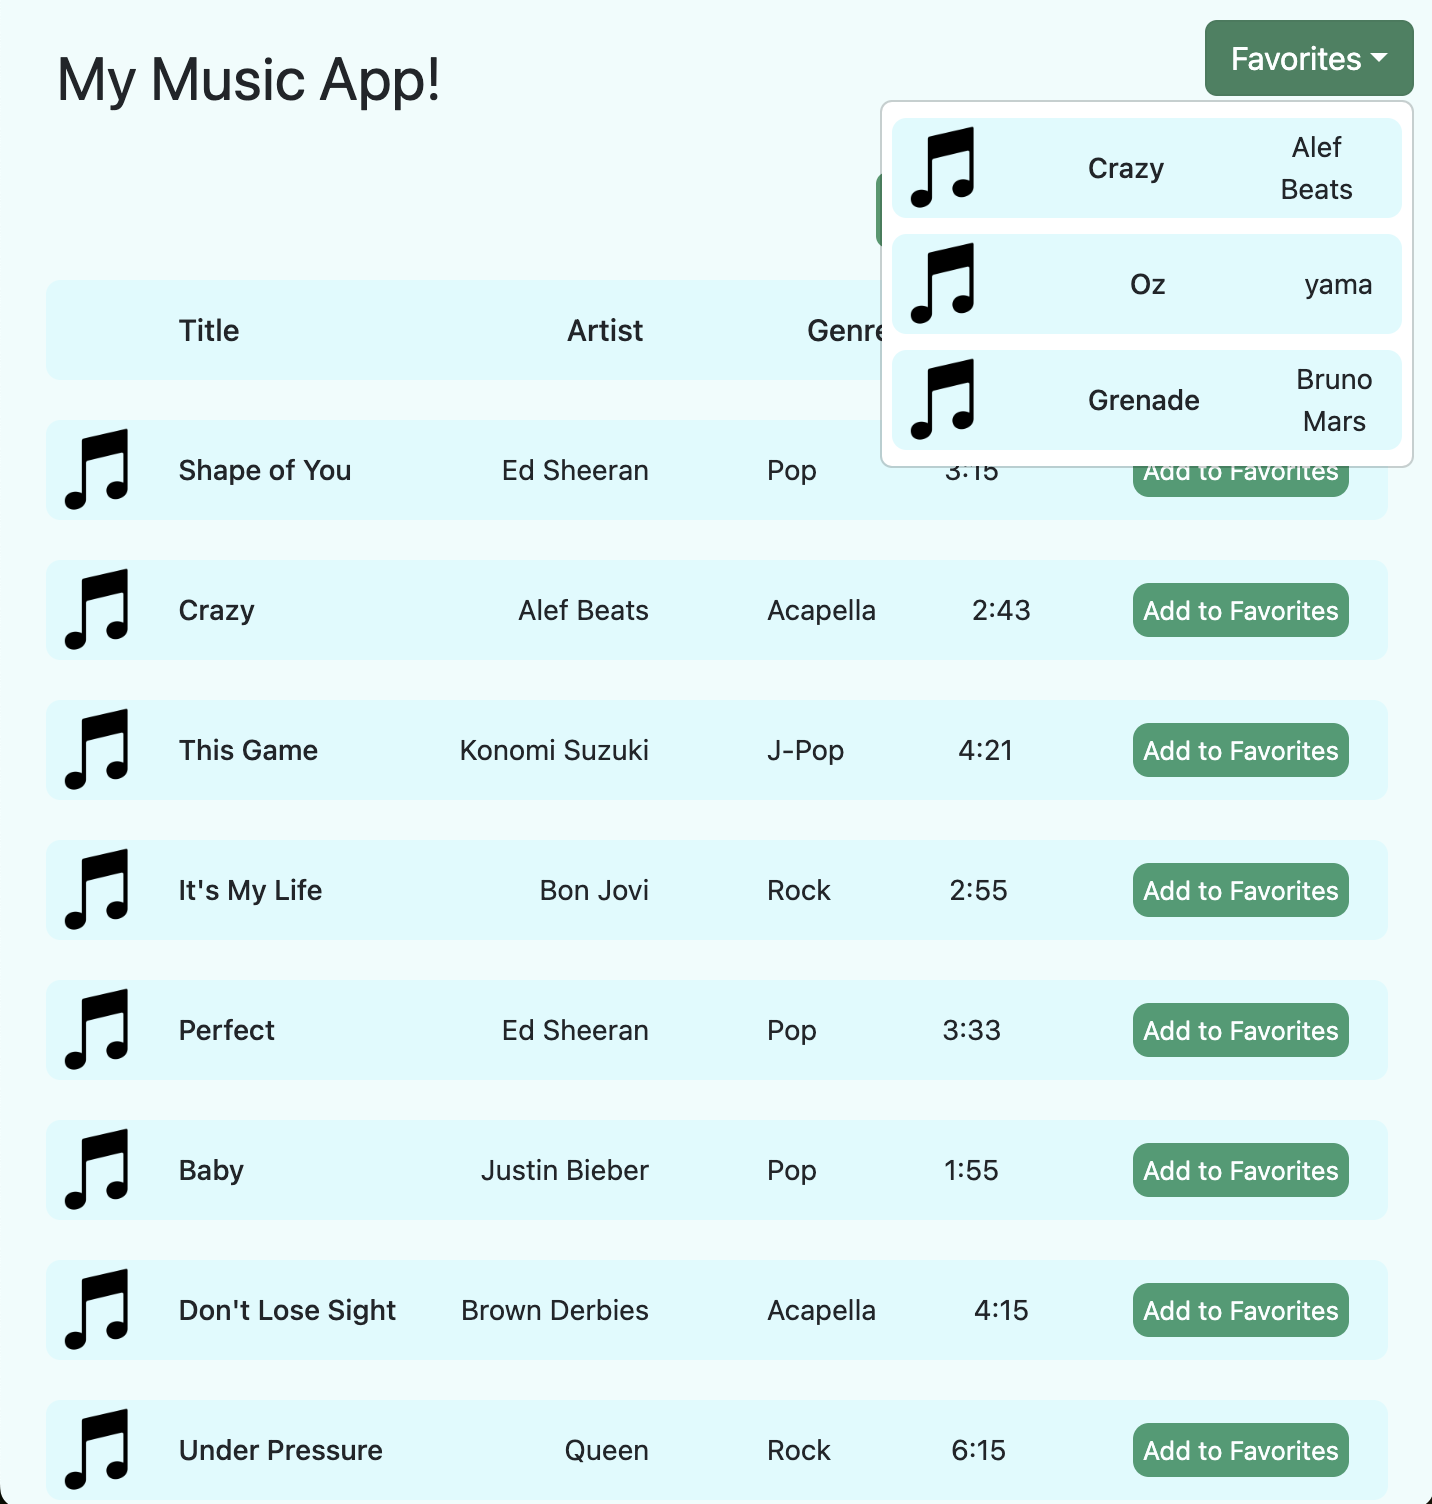 My Music App!
Favorites
Crazy
Alef
Beats
Oz
yama
Grenade
Bruno
Mars
Title Artist Genre
Shape of You Ed Sheeran Pop 3:15 Add to Favorites
Crazy Alef Beats Acapella 2:43 Add to Favorites
This Game Konomi Suzuki J-Pop 4:21 Add to Favorites
It's My Life Bon Jovi Rock 2:55 Add to Favorites
Perfect Ed Sheeran Pop 3:33 Add to Favorites
Baby Justin Bieber Pop 1:55 Add to Favorites
Don't Lose Sight Brown Derbies Acapella 4:15 Add to Favorites
Under Pressure Queen Rock 6:15 Add to Favorites